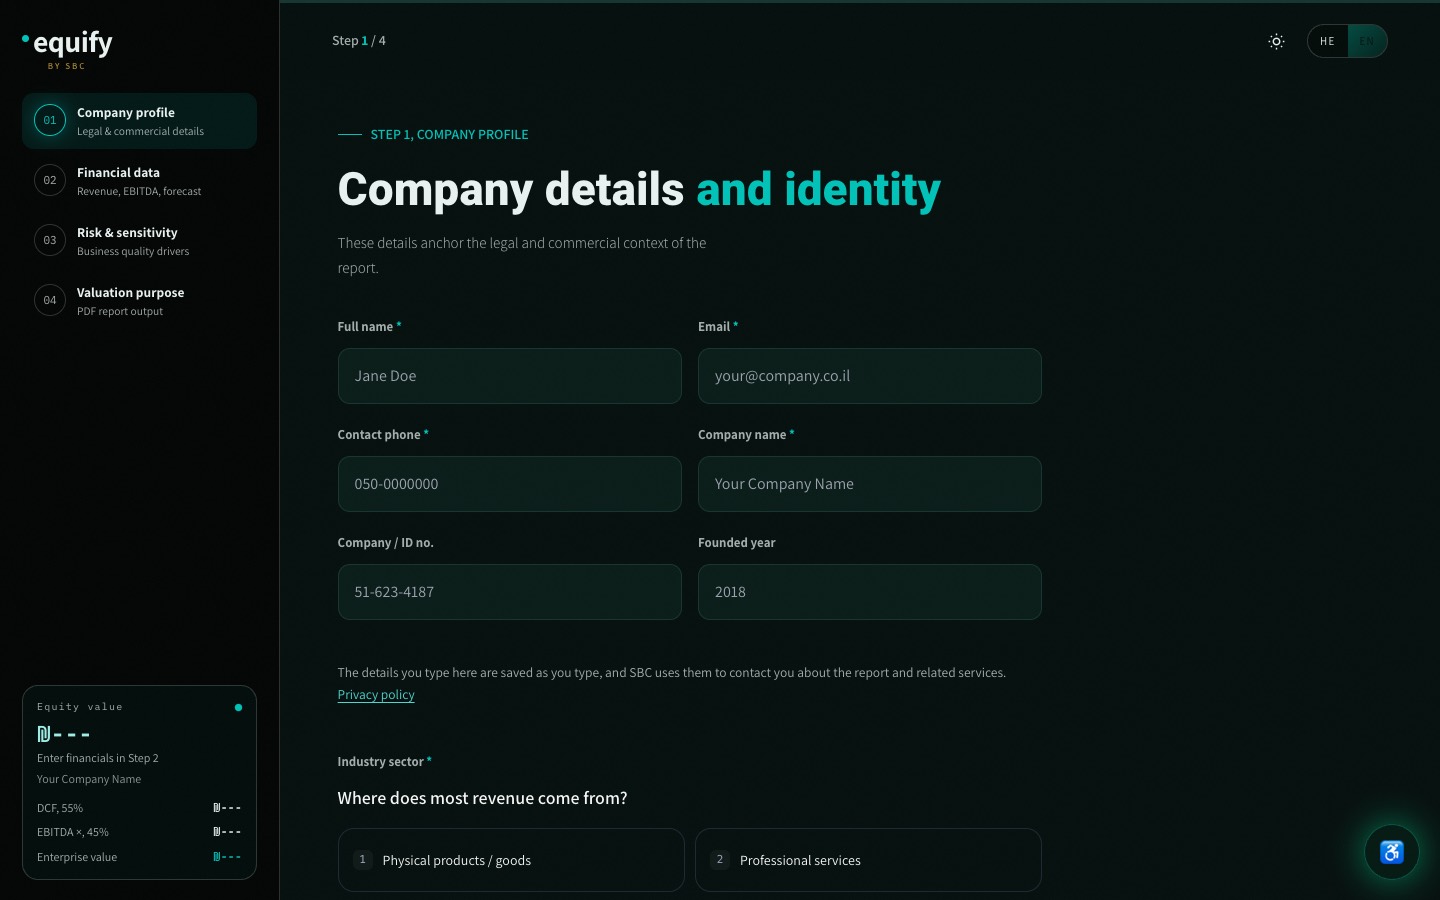 equify
BY SBC
01
Company profile
Legal & commercial details
02
Financial data
Revenue, EBITDA, forecast
03
Risk & sensitivity
Business quality drivers
04
Valuation purpose
PDF report output
Equity value
₪---
Enter financials in Step 2
Your Company Name
DCF, 55% ₪---
EBITDA ×, 45% ₪---
Enterprise value ₪---
Step 1 / 4
HE EN
STEP 1, COMPANY PROFILE
Company details and identity
These details anchor the legal and commercial context of the
report.
Full name * Email *
Jane Doe your@company.co.il
Contact phone * Company name *
050-0000000 Your Company Name
Company / ID no. Founded year
51-623-4187 2018
The details you type here are saved as you type, and SBC uses them to contact you about the report and related services.
Privacy policy
Industry sector *
Where does most revenue come from?
1 Physical products / goods 2 Professional services